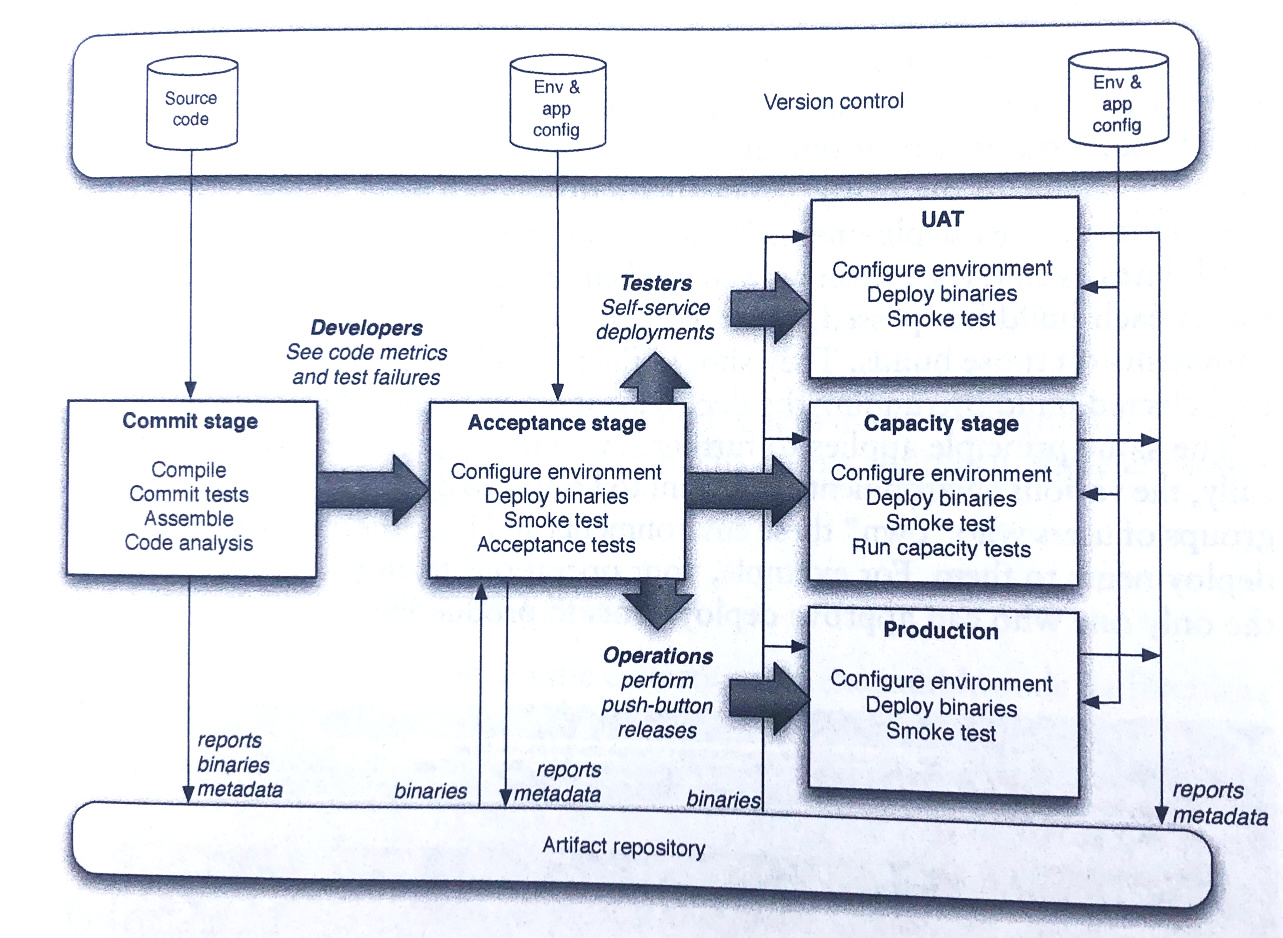 Source
code
Env &
app
config
Version control
Env &
app
config
Developers
See code metrics
and test failures
Testers
Self-service
deployments
UAT
Configure environment
Deploy binaries
Smoke test
Commit stage
Compile
Commit tests
Assemble
Code analysis
Acceptance stage
Configure environment
Deploy binaries
Smoke test
Acceptance tests
Capacity stage
Configure environment
Deploy binaries
Smoke test
Run capacity tests
Operations
perform
push-button
releases
Production
Configure environment
Deploy binaries
Smoke test
reports
binaries
metadata
binaries
reports
metadata
binaries
reports
metadata
Artifact repository